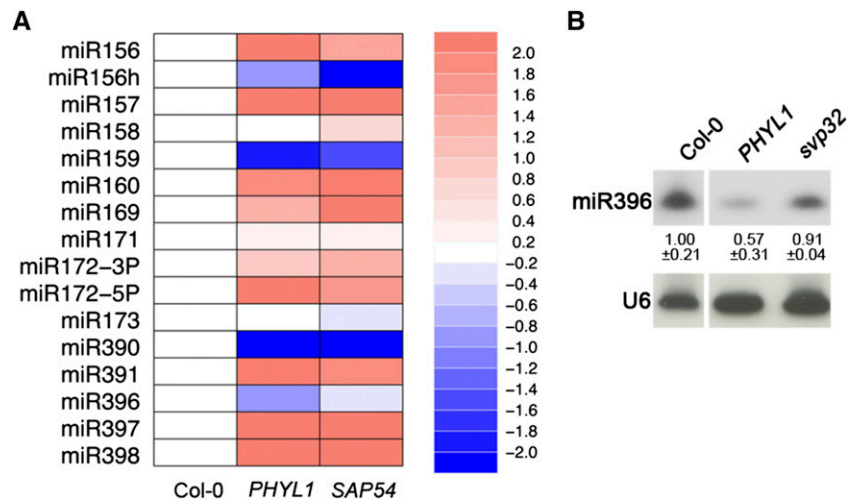 A
miR156
miR156h
miR157
miR158
miR159
miR160
miR169
miR171
miR172−3P
miR172−5P
miR173
miR390
miR391
miR396
miR397
miR398
Col-0 PHYL1 SAP54
2.0
1.8
1.6
1.4
1.2
1.0
0.8
0.6
0.4
0.2
−0.2
−0.4
−0.6
−0.8
−1.0
−1.2
−1.4
−1.6
−1.8
−2.0
B
Col-0 PHYL1 svp32
miR396
1.00 0.57 0.91
±0.21 ±0.31 ±0.04
U6